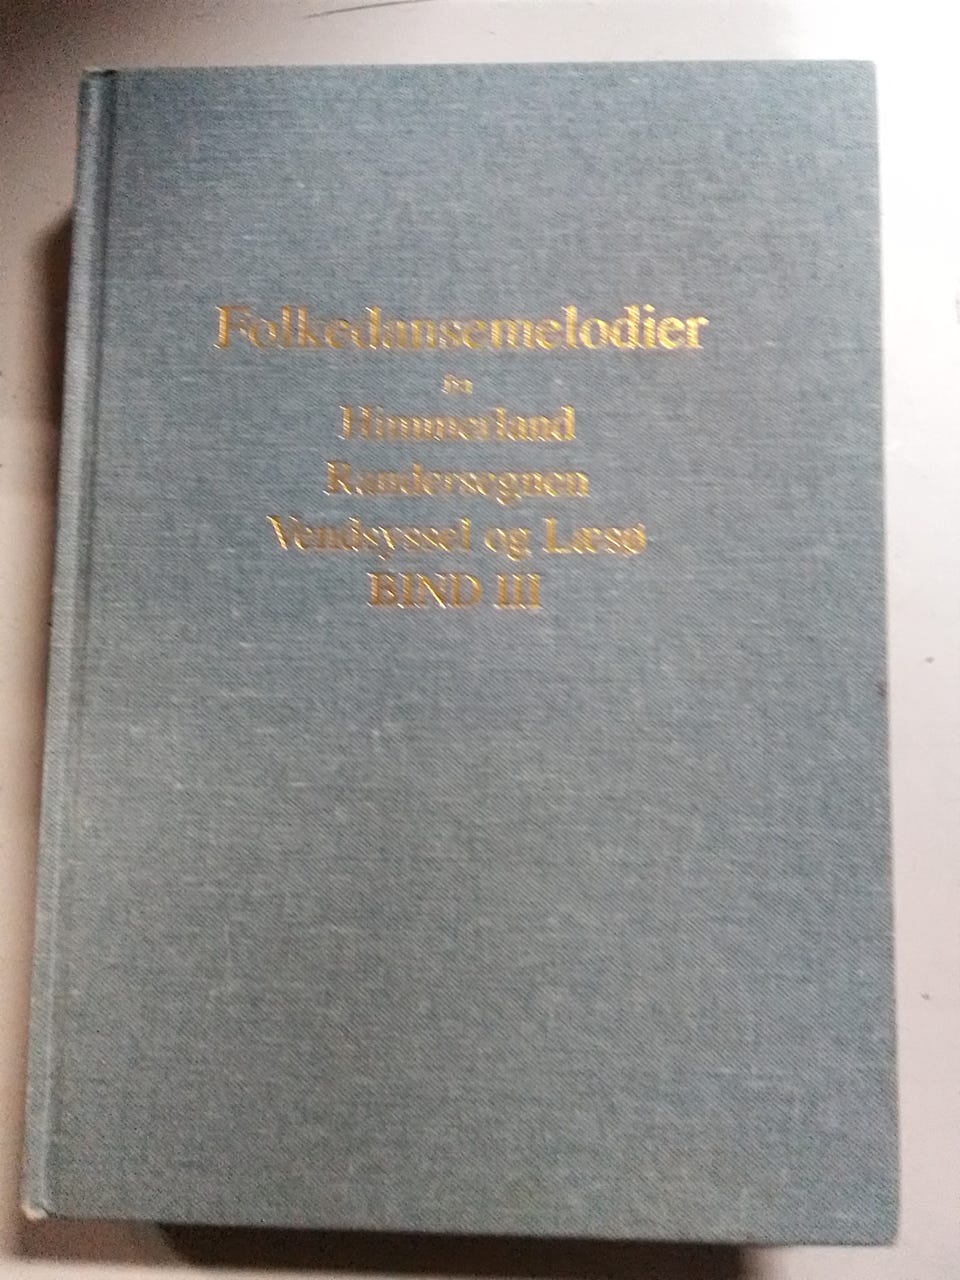 Folkedansemelodier
fra
Himmerland
Randersegnen
Vendsyssel og Læsø
BIND III